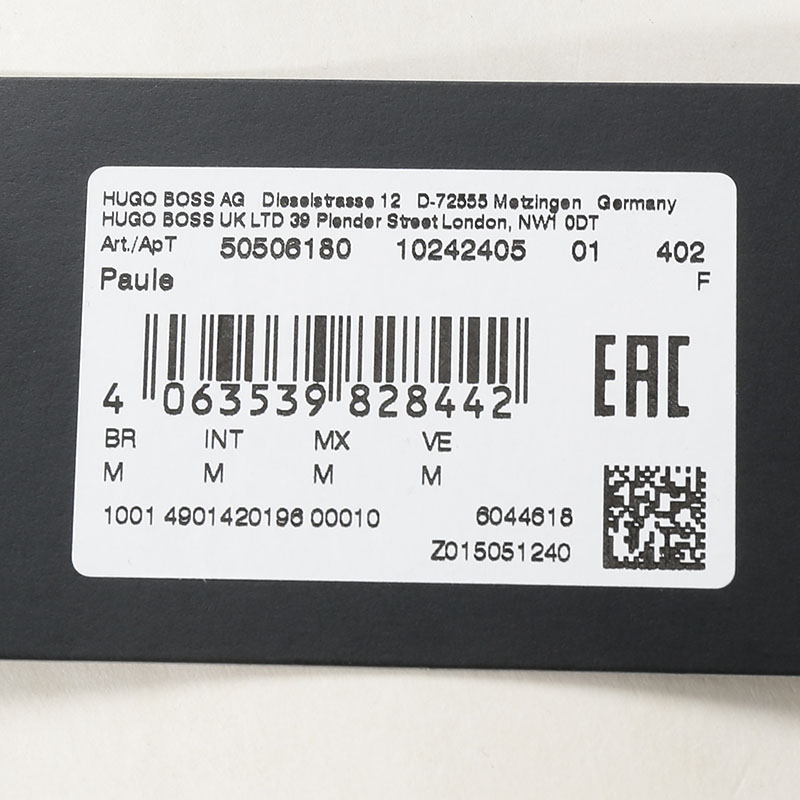 HUGO BOSS AG Dieselstrasse 12 D-72555 Metzingen Germany
HUGO BOSS UK LTD 39 Plender Street London, NW1 0DT
Art./АрТ 50506180 10242405 01 402
Paule F
4 063539 828442
EAC
BR INT MX VE
M M M M
1001 4901420196 00010 6044618
Z015051240